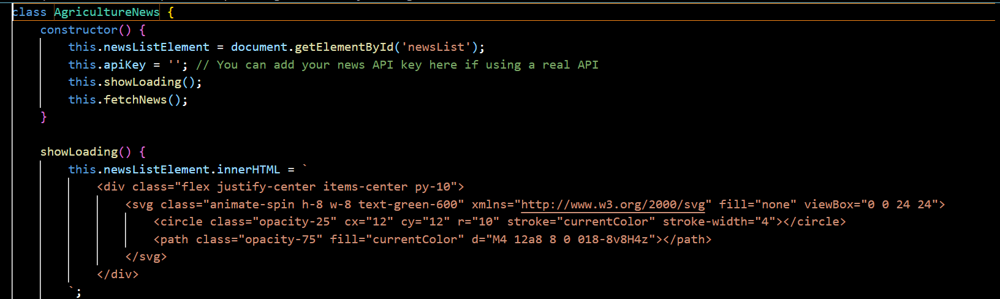 class AgricultureNews {
    constructor() {
        this.newsListElement = document.getElementById('newsList');
        this.apiKey = ''; // You can add your news API key here if using a real API
        this.showLoading();
        this.fetchNews();
    }

    showLoading() {
        this.newsListElement.innerHTML = `
            <div class="flex justify-center items-center py-10">
                <svg class="animate-spin h-8 w-8 text-green-600" xmlns="http://www.w3.org/2000/svg" fill="none" viewBox="0 0 24 24">
                    <circle class="opacity-25" cx="12" cy="12" r="10" stroke="currentColor" stroke-width="4"></circle>
                    <path class="opacity-75" fill="currentColor" d="M4 12a8 8 0 018-8v8H4z"></path>
                </svg>
            </div>
        `;